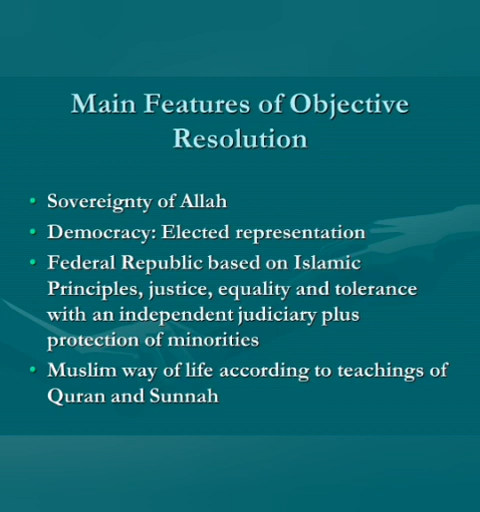 Main Features of Objective
Resolution
• Sovereignty of Allah
• Democracy: Elected representation
• Federal Republic based on Islamic
Principles, justice, equality and tolerance
with an independent judiciary plus
protection of minorities
• Muslim way of life according to teachings of
Quran and Sunnah